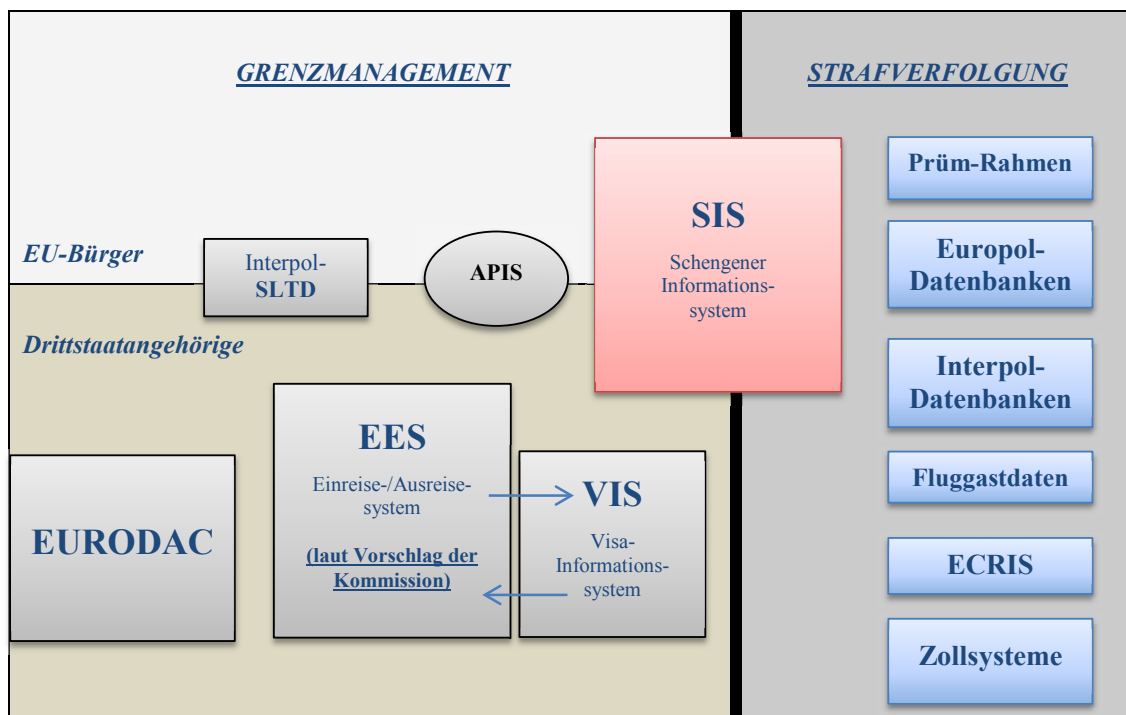 GRENZMANAGEMENT
STRAFVERFOLGUNG
EU-Bürger
Interpol-
SLTD
APIS
SIS
Schengener
Informations-
system
Drittstaatangehörige
EURODAC
EES
Einreise-/Ausreise-
system
(laut Vorschlag der
Kommission)
VIS
Visa-
Informations-
system
Prüm-Rahmen
Europol-
Datenbanken
Interpol-
Datenbanken
Fluggastdaten
ECRIS
Zollsysteme